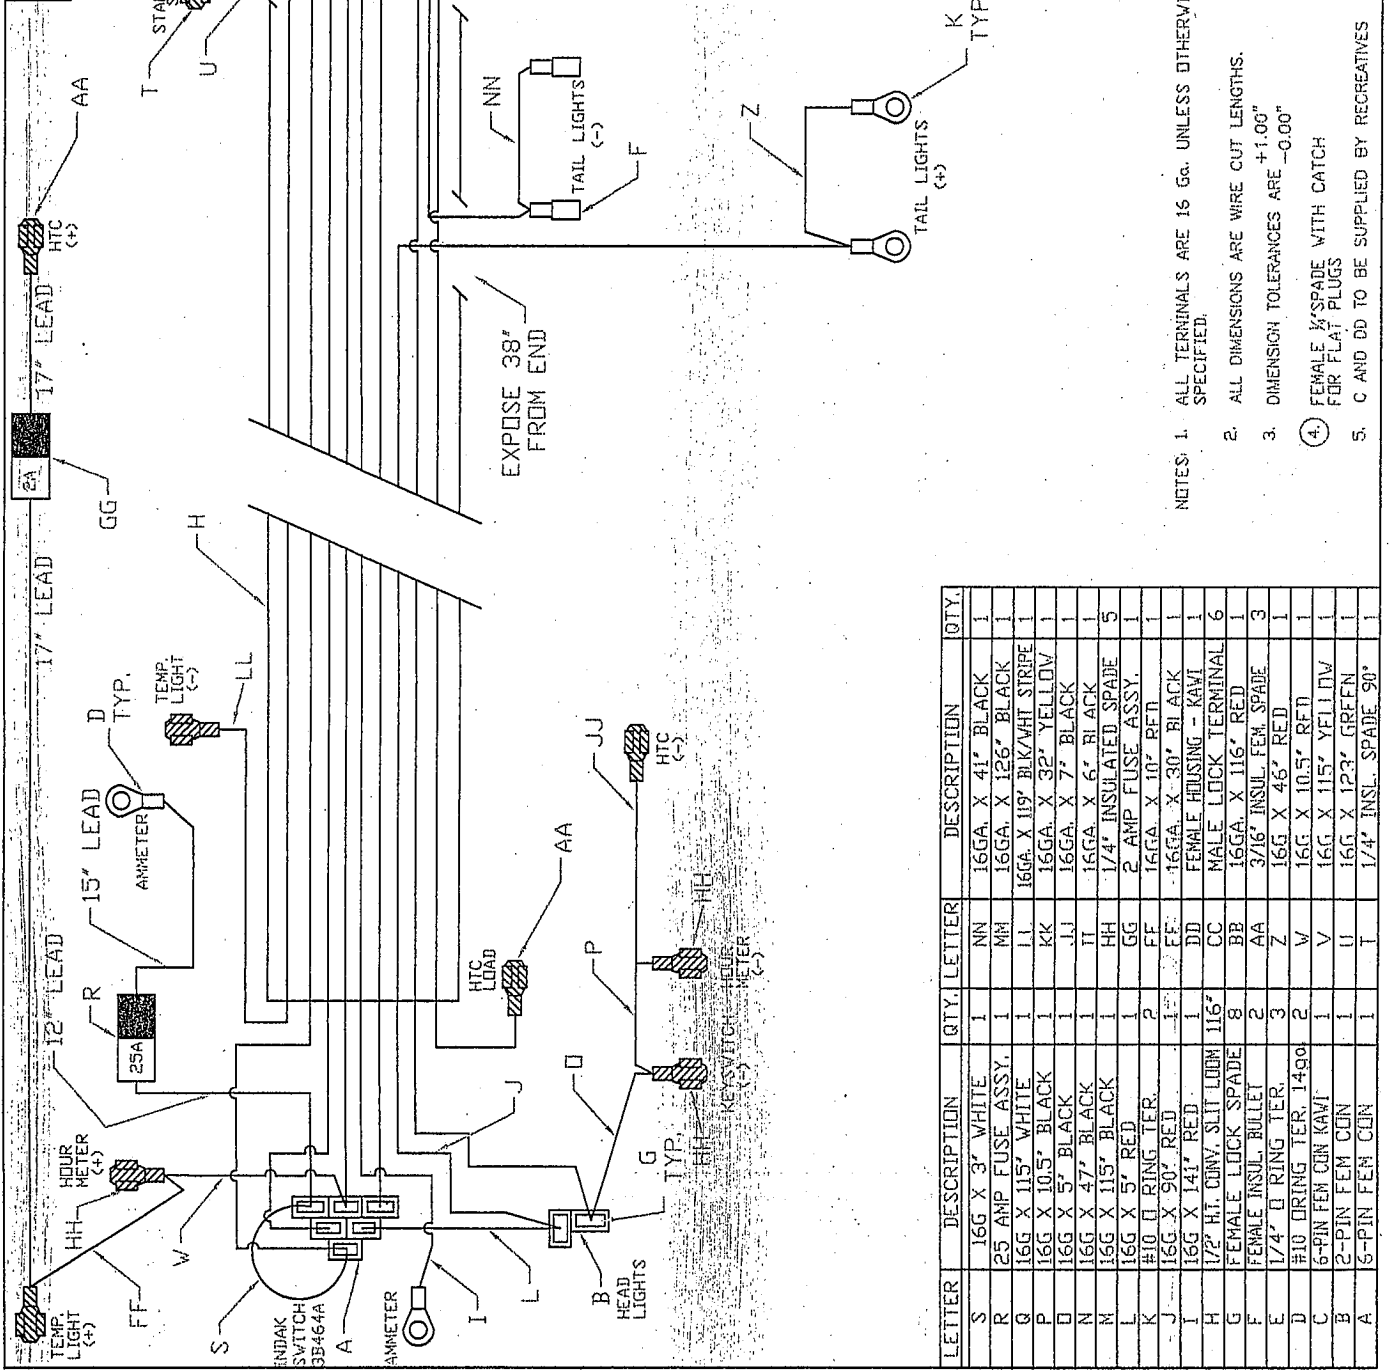 TEMP.
LIGHT
(+)
FF
HH
HOUR
METER
(+)
W
S
INDAK
SWITCH
3B464A
A
AMMETER
I
L
12" LEAD
R
25A
15" LEAD
AMMETER
D
TYP.
TEMP.
LIGHT
(-)
LL
17" LEAD
GG
2A
17" LEAD
HTC
(+)
AA
T
U
H
EXPOSE 38"
FROM END
NN
TAIL LIGHTS
(-)
F
Z
TAIL LIGHTS
(+)
K
TYP
HTC
LOAD
AA
J
O
P
JJ
HTC
(-)
B
HEAD
LIGHTS
G
TYP.
HH
KEYSWITCH
(-)
HH
HOUR
METER
(-)
NOTES: 1. ALL TERNINALS ARE 16 Ga. UNLESS OTHERWI
SPECIFIED.
2. ALL DIMENSIONS ARE WIRE CUT LENGTHS.
3. DIMENSION TOLERANCES ARE +1.00"
-0.00"
4. FEMALE ¼" SPADE WITH CATCH
FOR FLAT PLUGS
5. C AND DD TO BE SUPPLIED BY RECREATIVES
LETTER DESCRIPTION QTY. LETTER DESCRIPTION QTY.
S 16G X 3" WHITE 1 NN 16GA. X 41" BLACK 1
R 25 AMP FUSE ASSY. 1 MM 16GA. X 126" BLACK 1
Q 16G X 115" WHITE 1 LL 16GA. X 119" BLK/WHT STRIPE 1
P 16G X 10.5" BLACK 1 KK 16GA. X 32" YELLOW 1
O 16G X 5" BLACK 1 JJ 16GA. X 7" BLACK 1
N 16G X 47" BLACK 1 II 16GA. X 6" BLACK 1
M 16G X 115" BLACK 1 HH 1/4" INSULATED SPADE 5
L 16G X 5" RED 1 GG 2 AMP FUSE ASSY. 1
K #10 O RING TER. 2 FF 16GA. X 10" RED 1
J 16G X 90" RED 1 EE 16GA. X 30" BLACK 1
I 16G X 141" RED 1 DD FEMALE HOUSING - KAWI 1
H 1/2" H.T. CONV. SLIT LOOM 116" CC MALE LOCK TERMINAL 6
G FEMALE LOCK SPADE 8 BB 16GA. X 116" RED 1
F FEMALE INSUL. BULLET 2 AA 3/16" INSUL FEM. SPADE 3
E 1/4" O RING TER. 3 Z 16G X 46" RED 1
D #10 ORING TER. 14ga. 2 W 16G X 10.5" RED 1
C 6-PIN FEM CON KAWI 1 V 16G X 115" YELLOW 1
B 2-PIN FEM CON 1 U 16G X 123" GREEN 1
A 6-PIN FEM CON 1 T 1/4" INSL. SPADE 90° 1